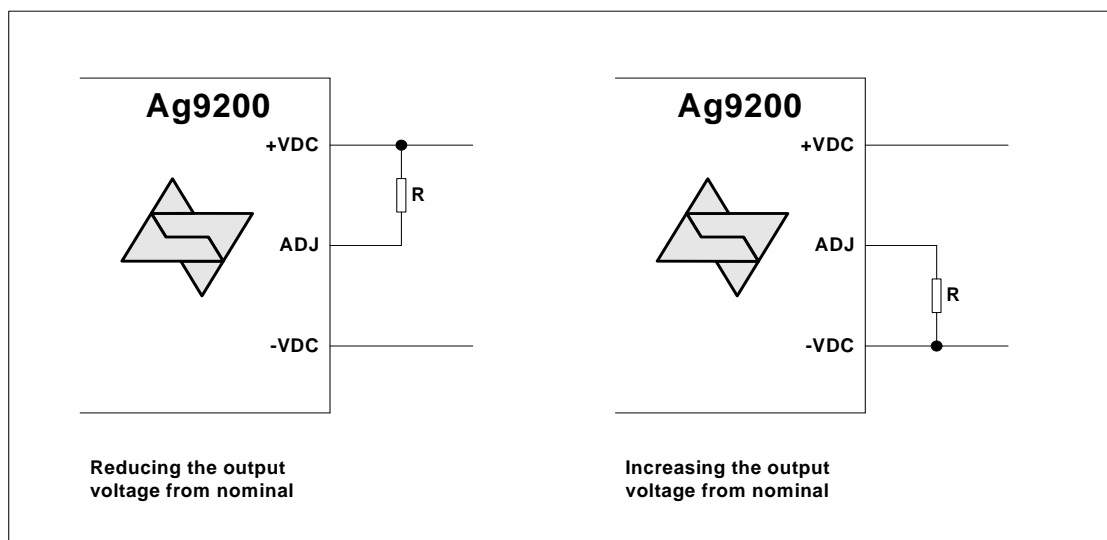 Ag9200
+VDC
R
ADJ
-VDC
Reducing the output
voltage from nominal
Ag9200
+VDC
ADJ
R
-VDC
Increasing the output
voltage from nominal